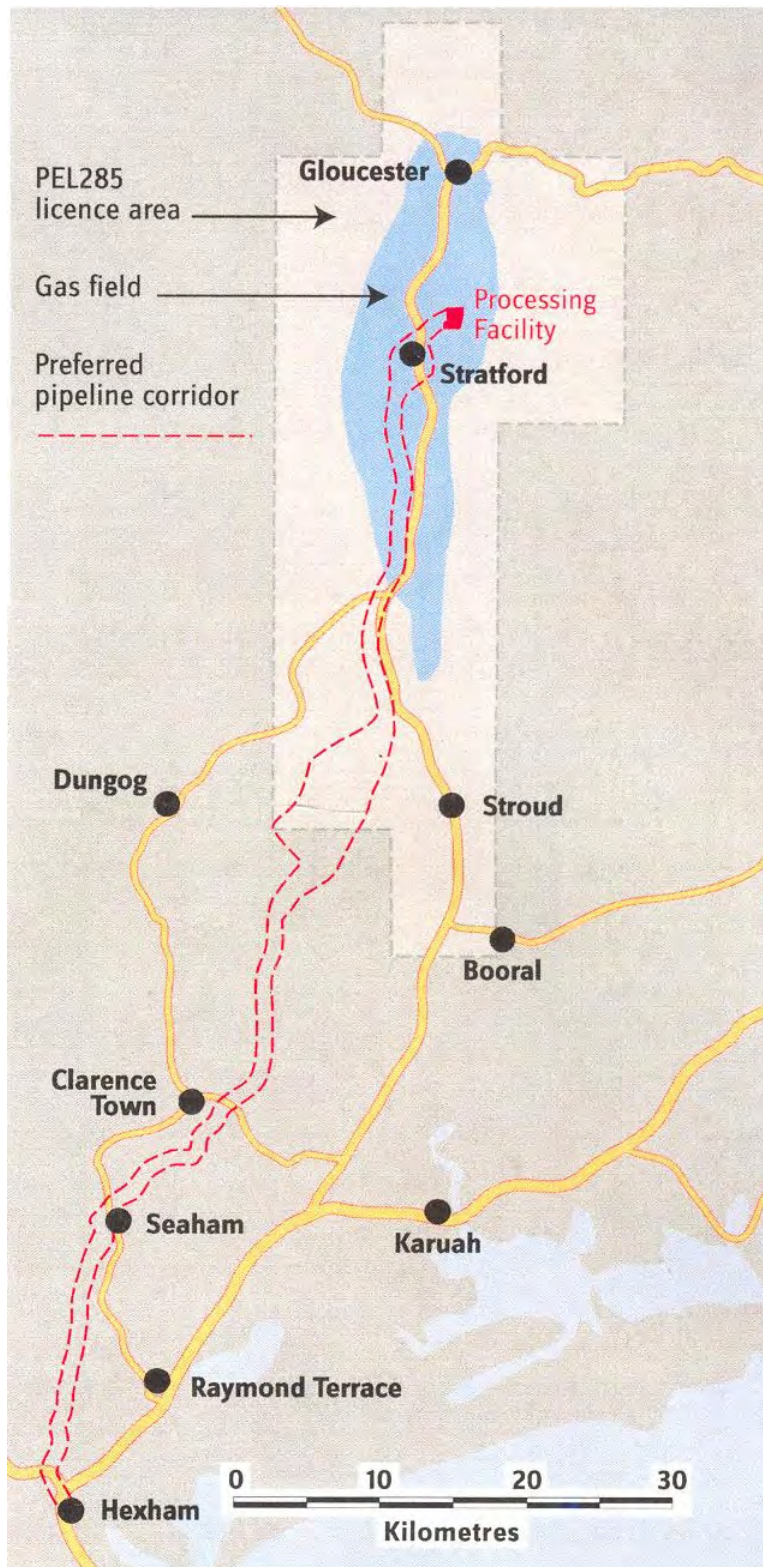 Gloucester
PEL285
licence area
Gas field
Processing
Facility
Preferred
pipeline corridor
Stratford
Dungog
Stroud
Booral
Clarence
Town
Seaham
Karuah
Raymond Terrace
0 10 20 30
Kilometres
Hexham